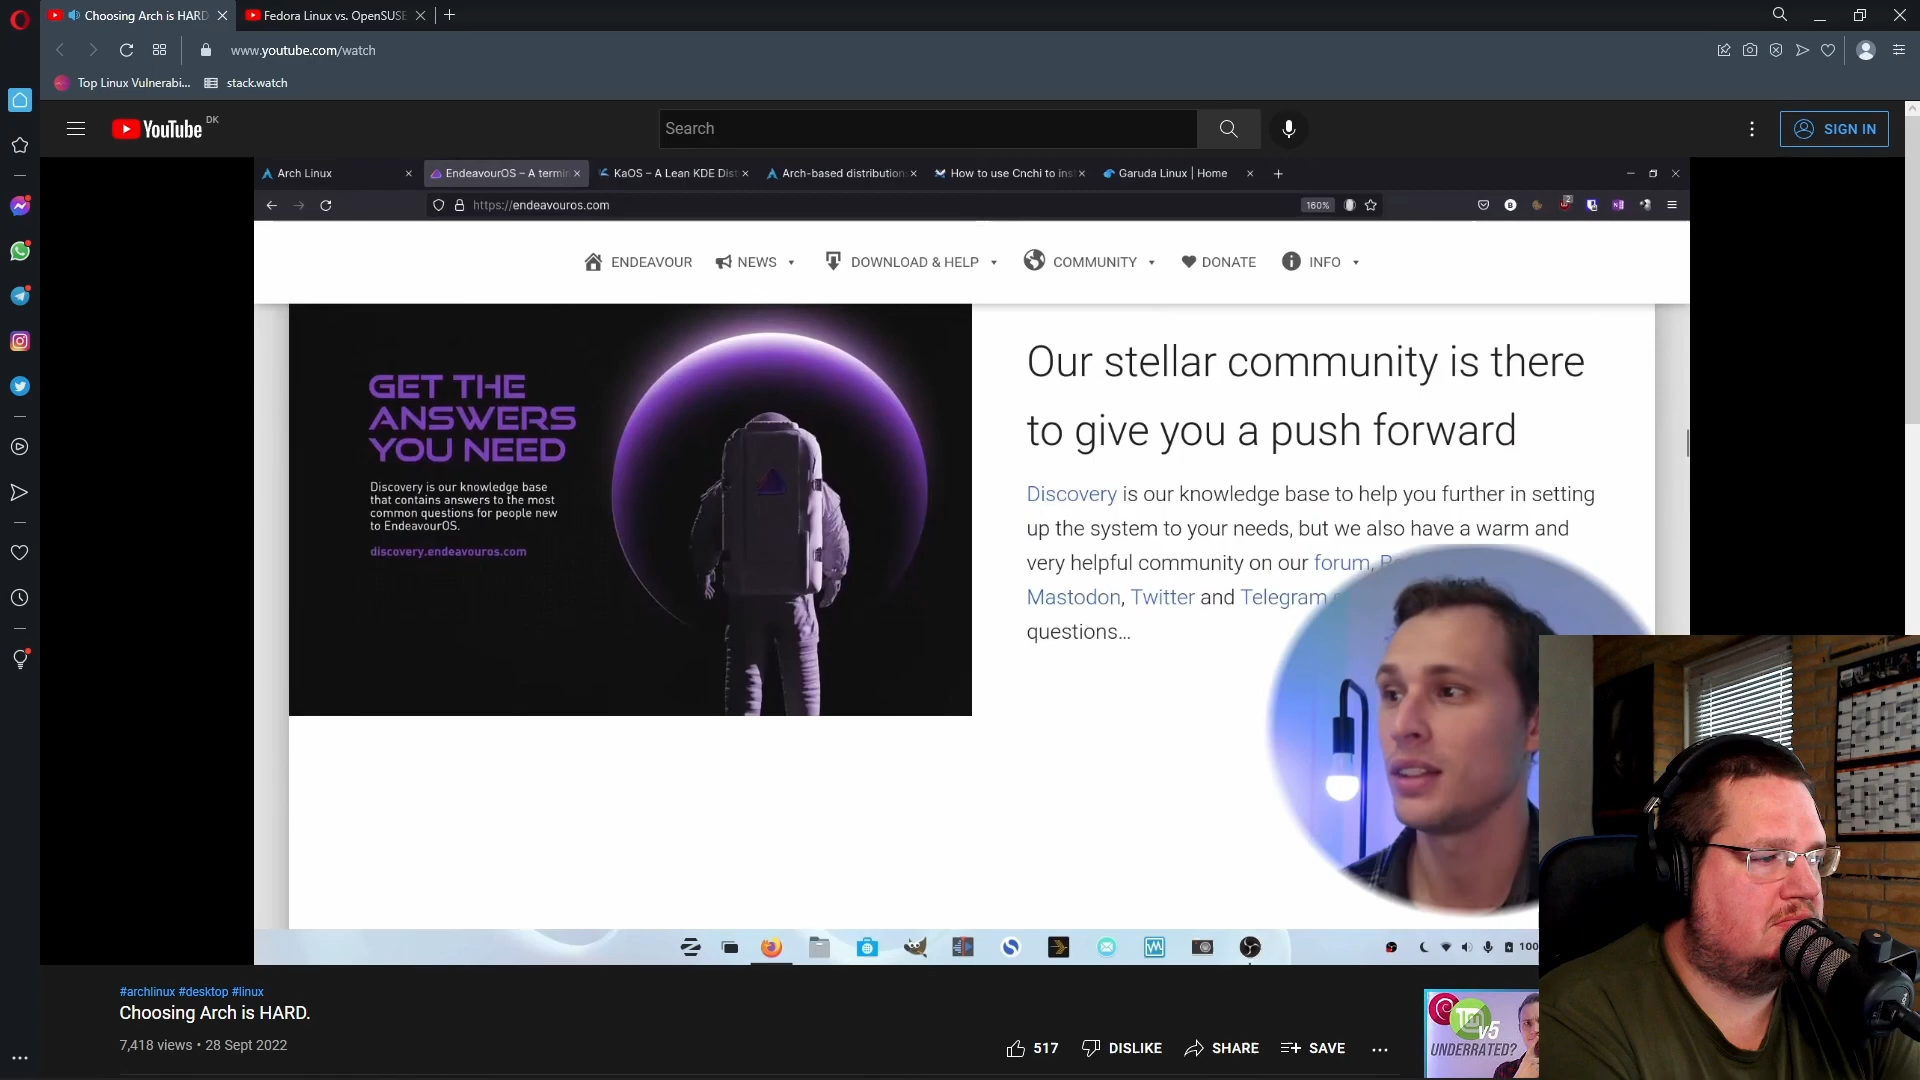 Choosing Arch is HARD
Fedora Linux vs. OpenSUSE
www.youtube.com/watch
Top Linux Vulnerabi...
stack.watch
YouTube DK
Search
SIGN IN
Arch Linux
EndeavourOS – A termin
KaOS – A Lean KDE Dist
Arch-based distributions
How to use Cnchi to inst
Garuda Linux | Home
https://endeavouros.com
160%
2
ENDEAVOUR
NEWS
DOWNLOAD & HELP
COMMUNITY
DONATE
INFO
GET THE
ANSWERS
YOU NEED
Discovery is our knowledge base
that contains answers to the most
common questions for people new
to EndeavourOS.
discovery.endeavouros.com
Our stellar community is there
to give you a push forward
Discovery is our knowledge base to help you further in setting
up the system to your needs, but we also have a warm and
very helpful community on our forum,
Mastodon, Twitter and Telegram
questions...
100
#archlinux #desktop #linux
Choosing Arch is HARD.
7,418 views • 28 Sept 2022
517
DISLIKE
SHARE
SAVE
v5
UNDERRATED?